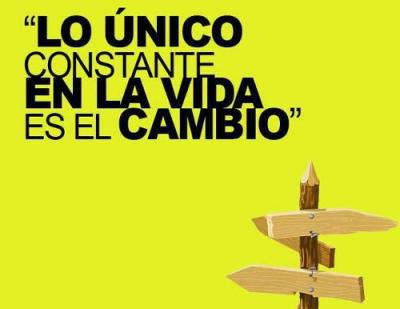 “LO ÚNICO
CONSTANTE
EN LA VIDA
ES EL CAMBIO”